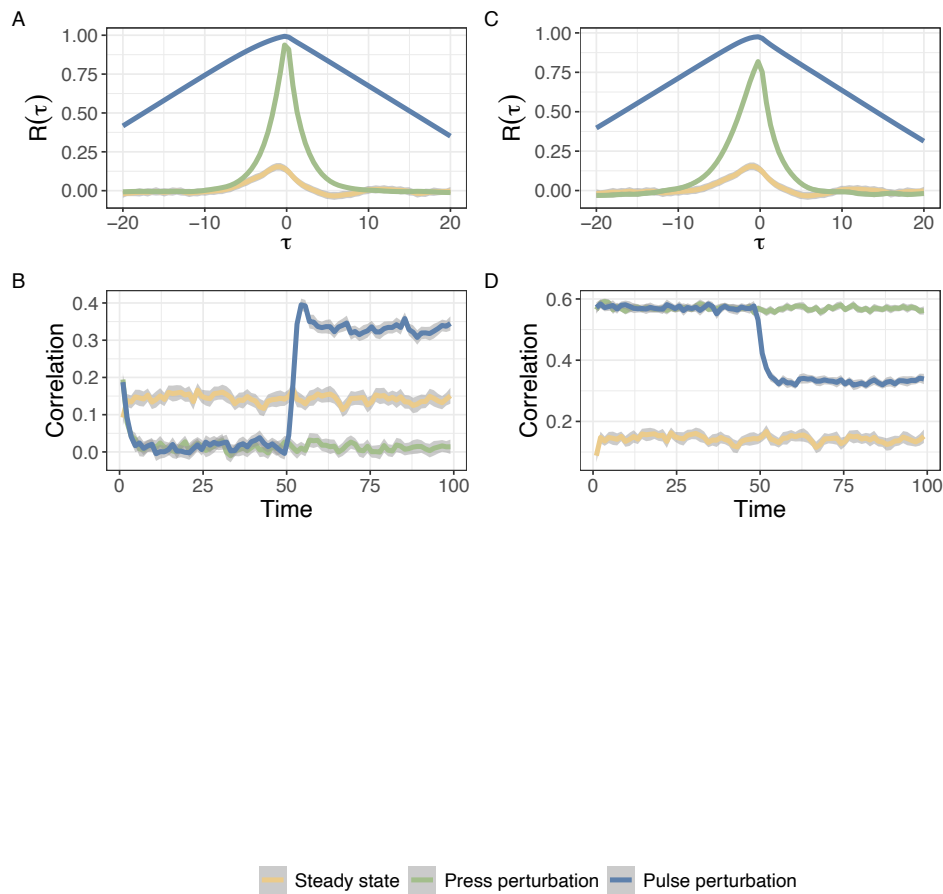 A
1.00
0.75
0.50
0.25
0.00
R(τ)
−20 −10 0 10 20
τ
C
1.00
0.75
0.50
0.25
0.00
R(τ)
−20 −10 0 10 20
τ
B
0.4
0.3
0.2
0.1
0.0
Correlation
0 25 50 75 100
Time
D
0.6
0.4
0.2
Correlation
0 25 50 75 100
Time
Steady state Press perturbation Pulse perturbation